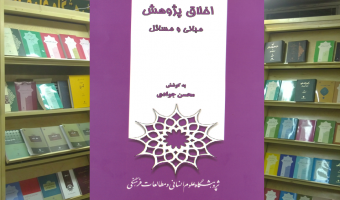 اخلاق پژوهش
مبانی و مسائل
به کوشش
محسن جوادی
پژوهشگاه علوم انسانی و مطالعات فرهنگی